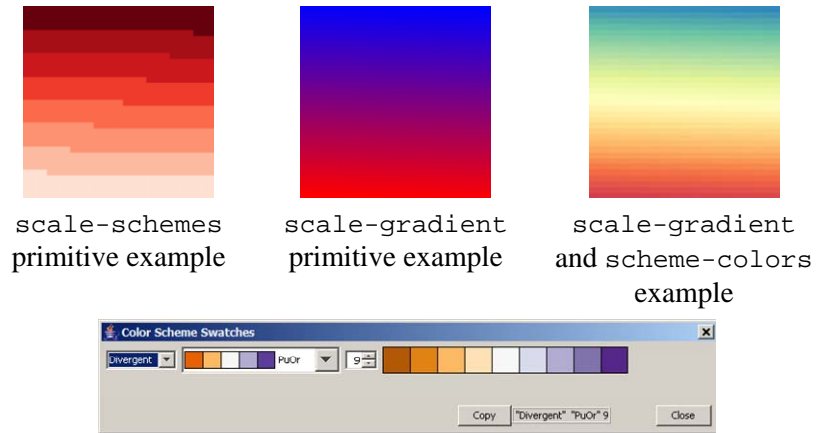 scale-schemes
primitive example
scale-gradient
primitive example
scale-gradient
and scheme-colors
example
Color Scheme Swatches
Divergent PuOr 9
Copy "Divergent" "PuOr" 9 Close